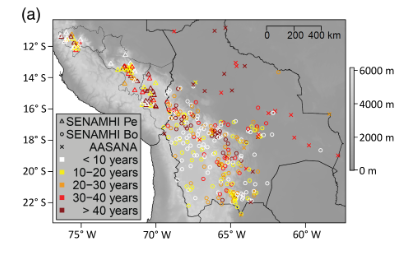 (a)
0 200 400 km
12°S
14°S
16°S
18°S
20°S
22°S
6000 m
4000 m
2000 m
0 m
△SENAMHI Pe
○SENAMHI Bo
× AASANA
< 10 years
10−20 years
20−30 years
30−40 years
> 40 years
75° W
70° W
65° W
60° W